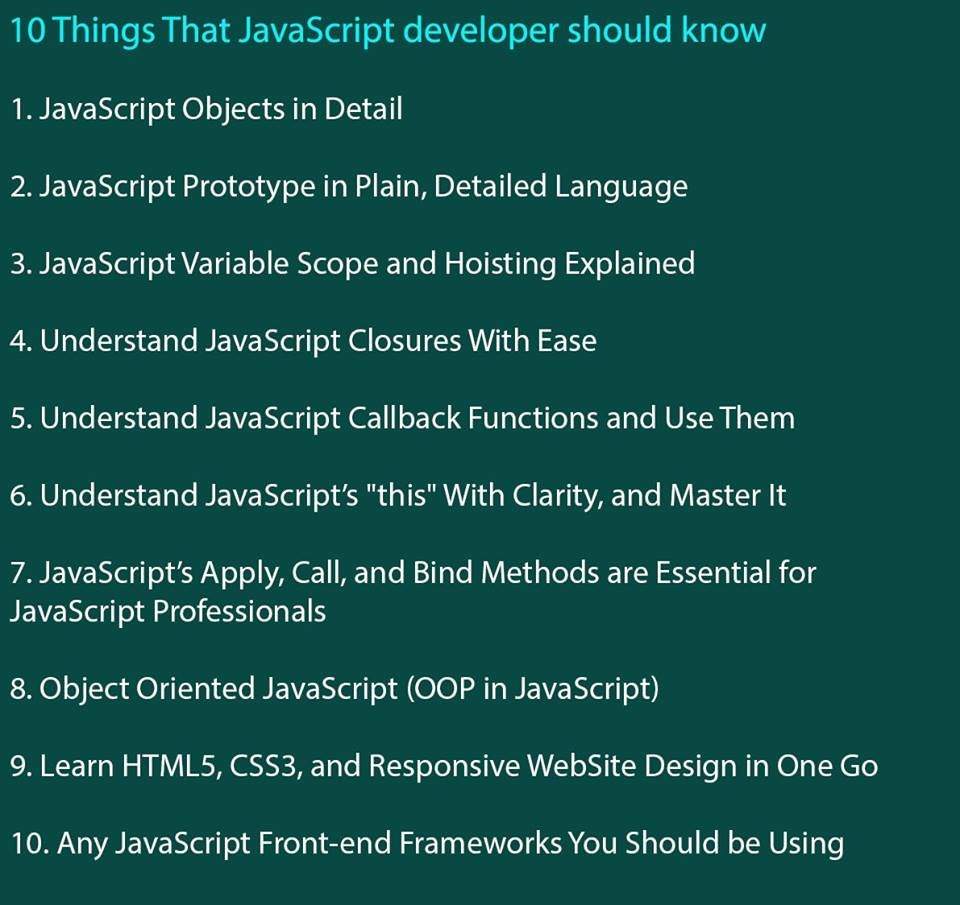 10 Things That JavaScript developer should know
1. JavaScript Objects in Detail
2. JavaScript Prototype in Plain, Detailed Language
3. JavaScript Variable Scope and Hoisting Explained
4. Understand JavaScript Closures With Ease
5. Understand JavaScript Callback Functions and Use Them
6. Understand JavaScript’s "this" With Clarity, and Master It
7. JavaScript’s Apply, Call, and Bind Methods are Essential for
JavaScript Professionals
8. Object Oriented JavaScript (OOP in JavaScript)
9. Learn HTML5, CSS3, and Responsive WebSite Design in One Go
10. Any JavaScript Front-end Frameworks You Should be Using